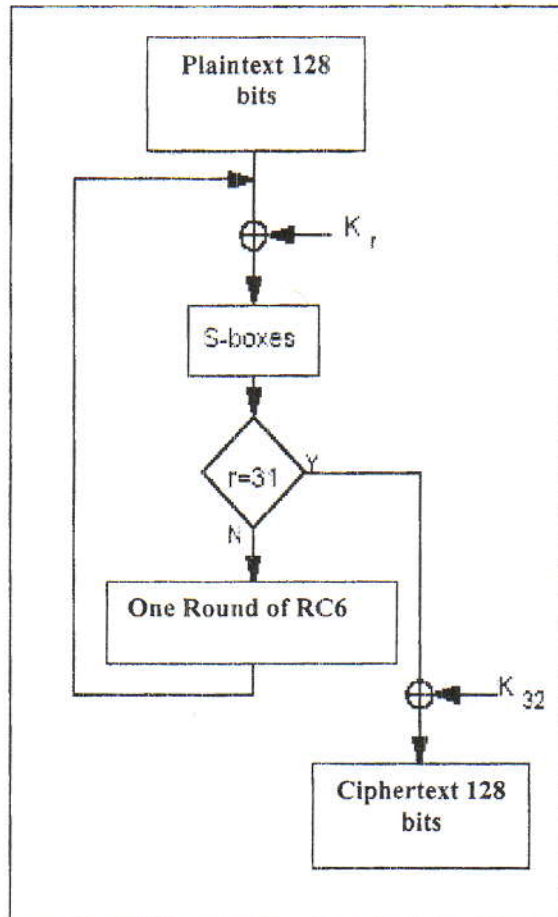 Plaintext 128
bits
K r
S-boxes
r=31
Y
N
One Round of RC6
K 32
Ciphertext 128
bits